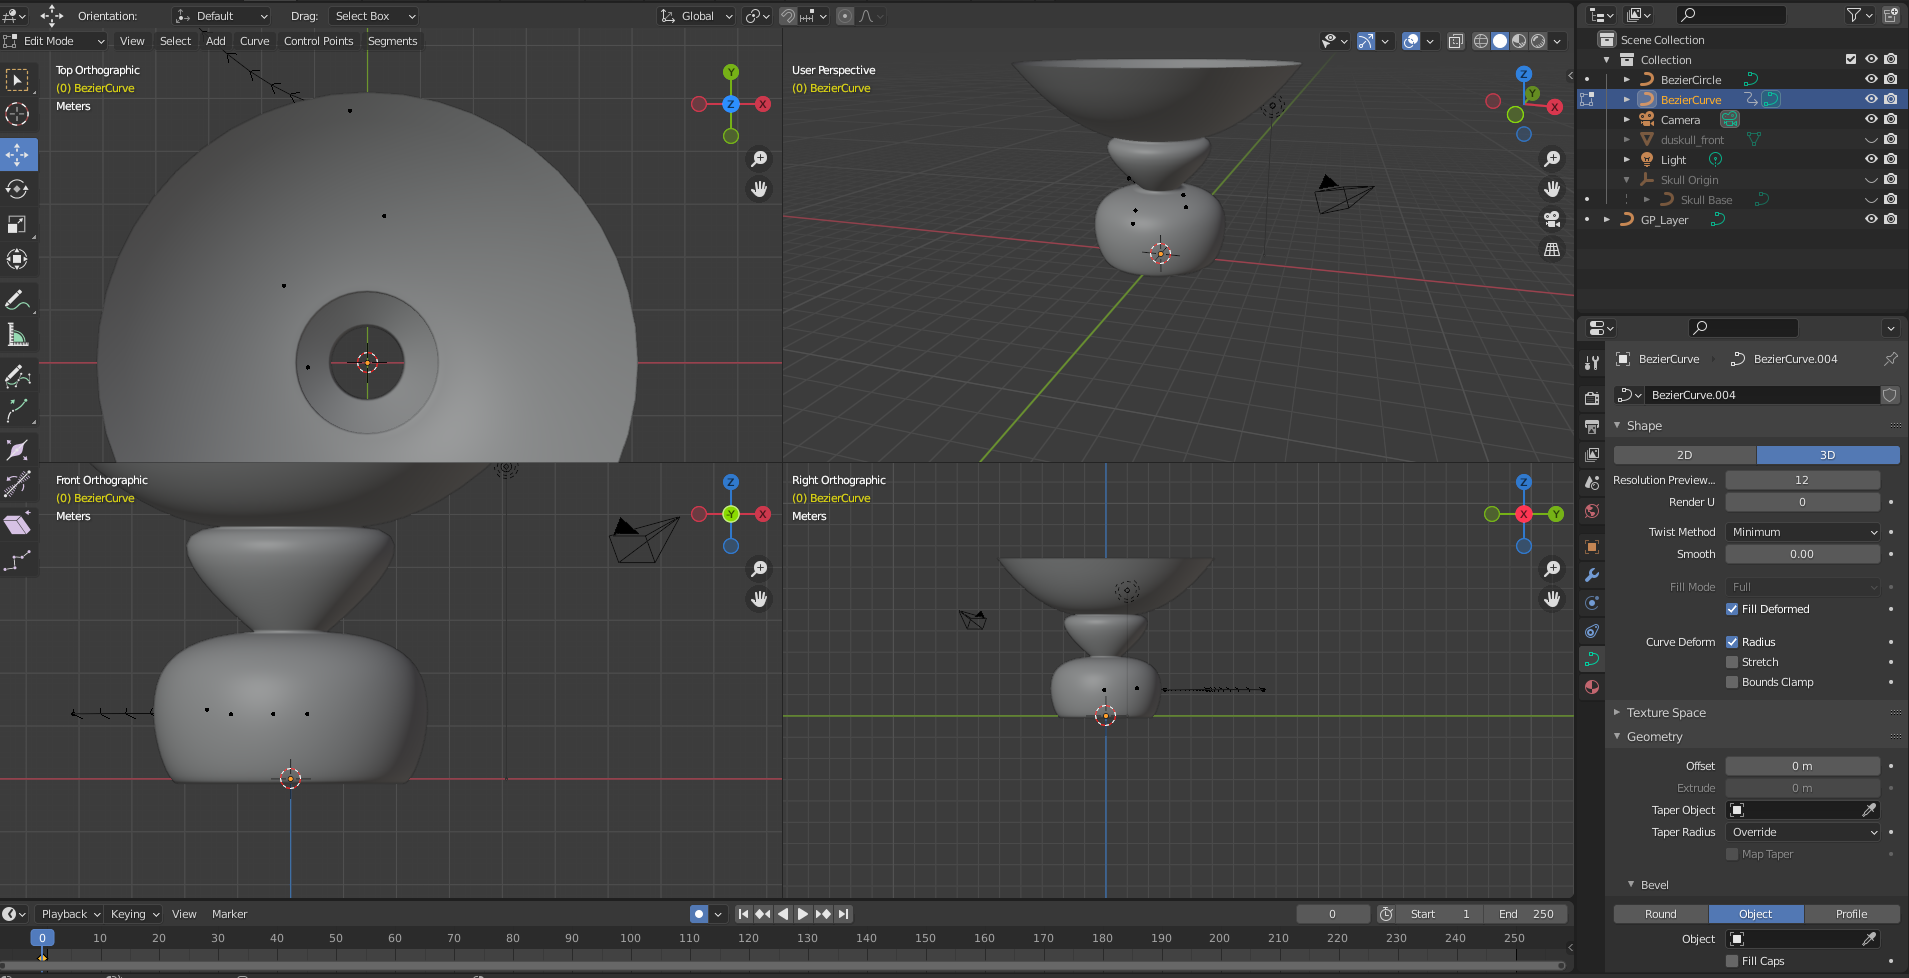 Orientation: Default Drag: Select Box Global
Edit Mode View Select Add Curve Control Points Segments
Top Orthographic
(0) BezierCurve
Meters
Y
Z
X
User Perspective
(0) BezierCurve
Z
Y
X
Front Orthographic
(0) BezierCurve
Meters
Z
Y
X
Right Orthographic
(0) BezierCurve
Meters
Z
X
Y
Scene Collection
Collection
BezierCircle
BezierCurve
Camera
duskull_front
Light
Skull Origin
Skull Base
GP_Layer
BezierCurve BezierCurve.004
BezierCurve.004
Shape
2D 3D
Resolution Preview... 12
Render U 0
Twist Method Minimum
Smooth 0.00
Fill Mode Full
Fill Deformed
Curve Deform Radius
Stretch
Bounds Clamp
Texture Space
Geometry
Offset 0 m
Extrude 0 m
Taper Object
Taper Radius Override
Map Taper
Bevel
Round Object Profile
Object
Fill Caps
Playback Keying View Marker 0 Start 1 End 250
0 10 20 30 40 50 60 70 80 90 100 110 120 130 140 150 160 170 180 190 200 210 220 230 240 250